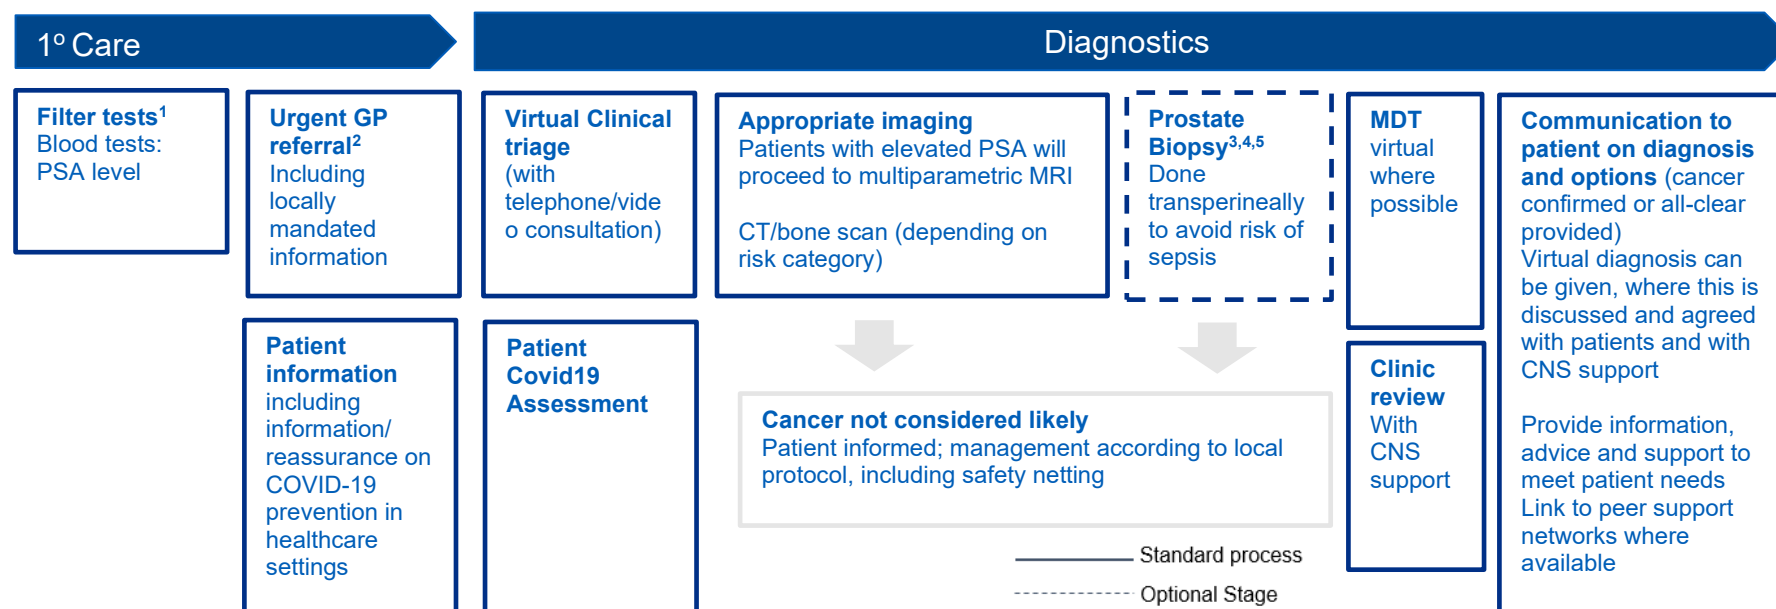 1º Care
Diagnostics
Filter tests¹
Blood tests:
PSA level
Urgent GP
referral²
Including
locally
mandated
information
Patient
information
including
information/
reassurance on
COVID-19
prevention in
healthcare
settings
Virtual Clinical
triage
(with
telephone/vide
o consultation)
Patient
Covid19
Assessment
Appropriate imaging
Patients with elevated PSA will
proceed to multiparametric MRI
CT/bone scan (depending on
risk category)
Prostate
Biopsy³,⁴,⁵
Done
transperineally
to avoid risk of
sepsis
Cancer not considered likely
Patient informed; management according to local
protocol, including safety netting
MDT
virtual
where
possible
Clinic
review
With
CNS
support
Communication to
patient on diagnosis
and options (cancer
confirmed or all-clear
provided)
Virtual diagnosis can
be given, where this is
discussed and agreed
with patients and with
CNS support
Provide information,
advice and support to
meet patient needs
Link to peer support
networks where
available
Standard process
Optional Stage